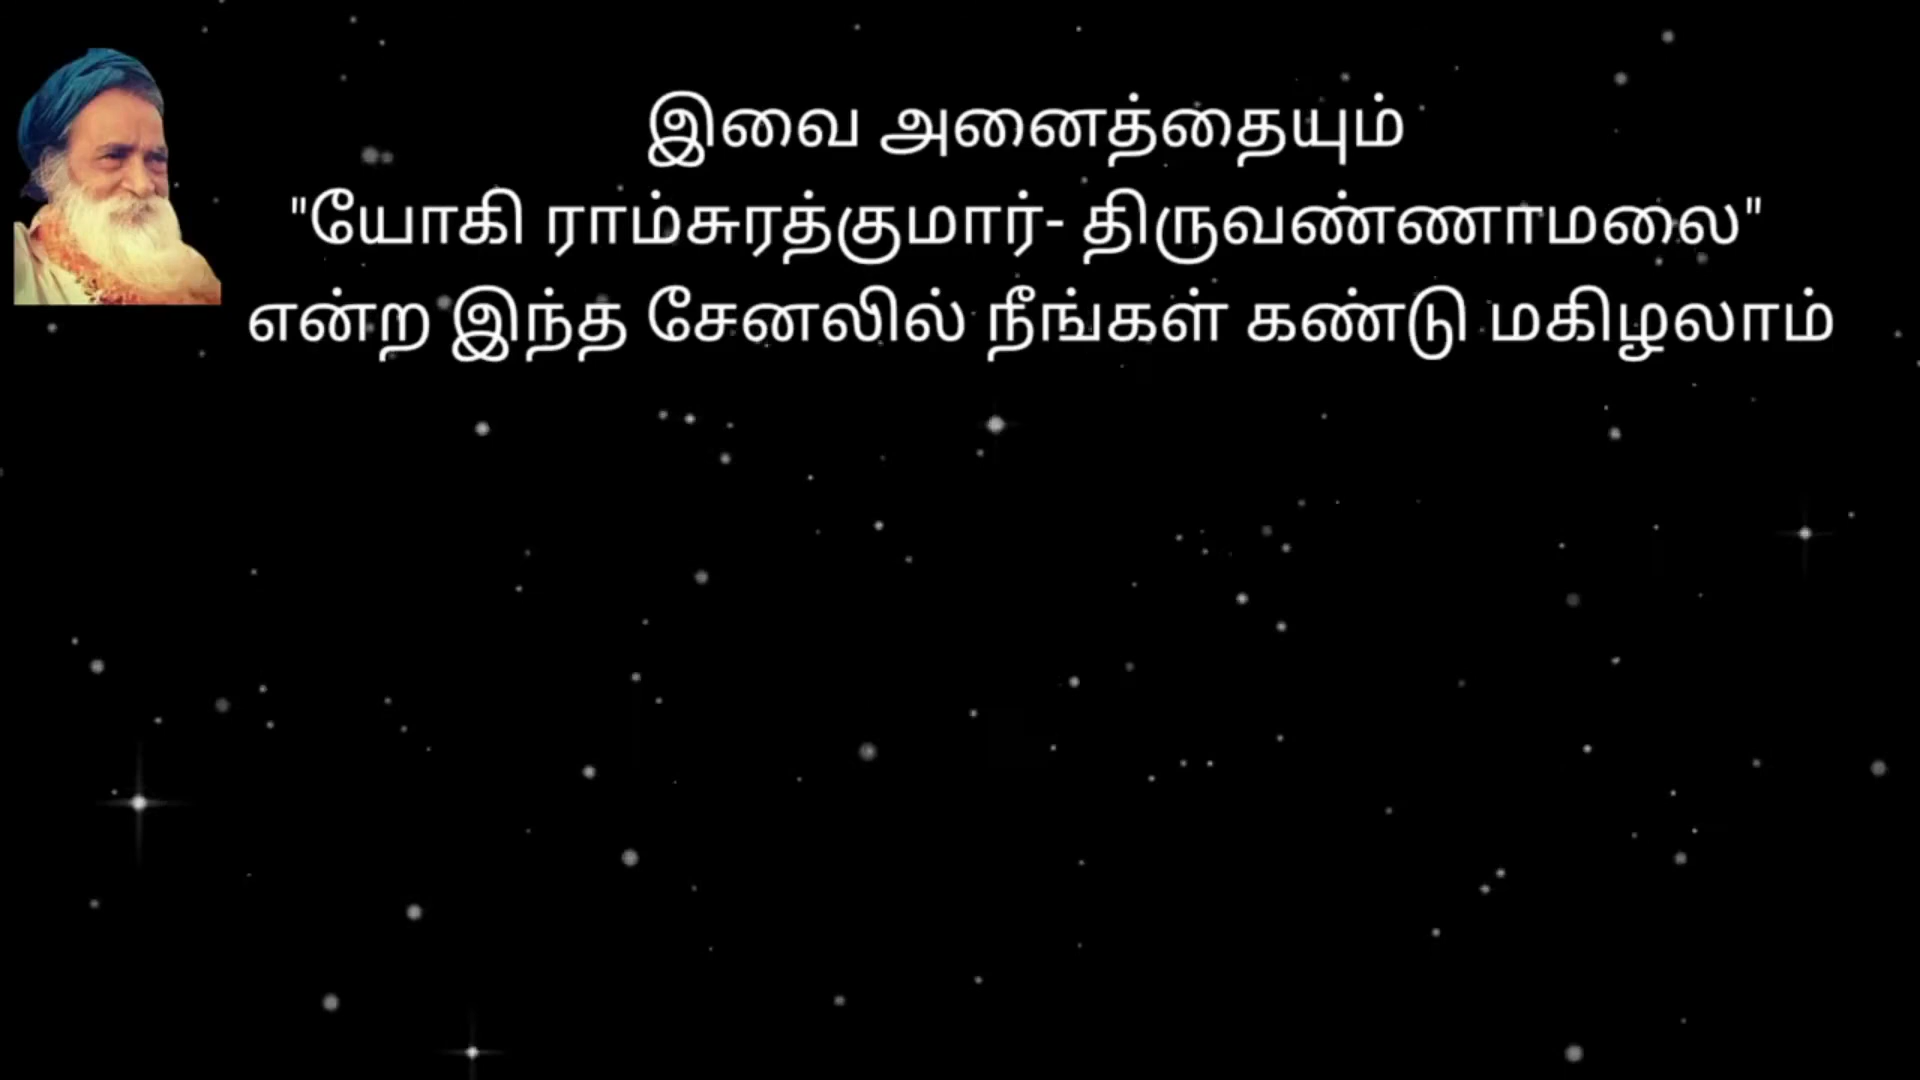 இவை அனைத்தையும்
"யோகி ராம்சுரத்குமார்- திருவண்ணாமலை"
என்ற இந்த சேனலில் நீங்கள் கண்டு மகிழலாம்